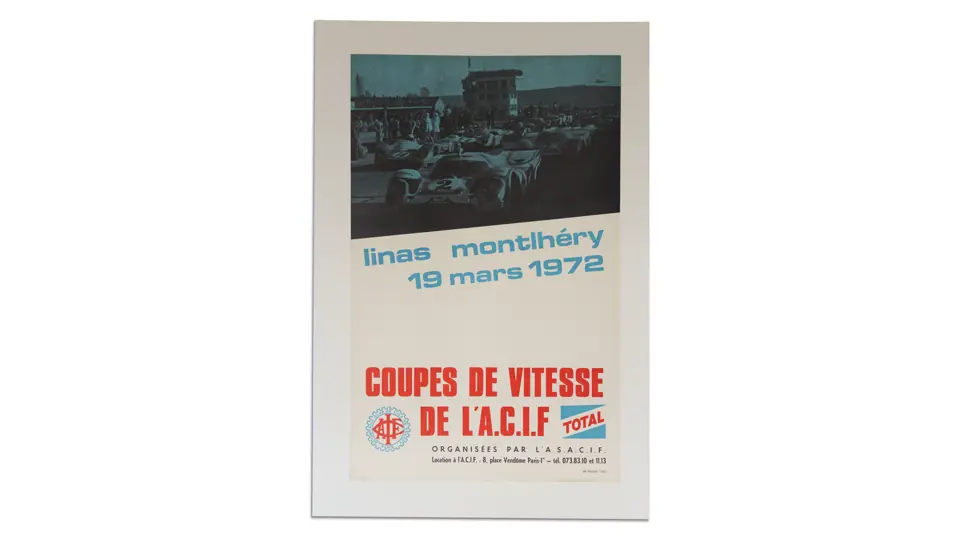 2
linas montlhéry
19 mars 1972
COUPES DE VITESSE
DE L'A.C.I.F
TOTAL
ORGANISÉES PAR L'A.S.A.C.I.F.
Location à l'A.C.I.F. - 8, place Vendôme Paris-1° – tél. 073.83.10 et 11.13